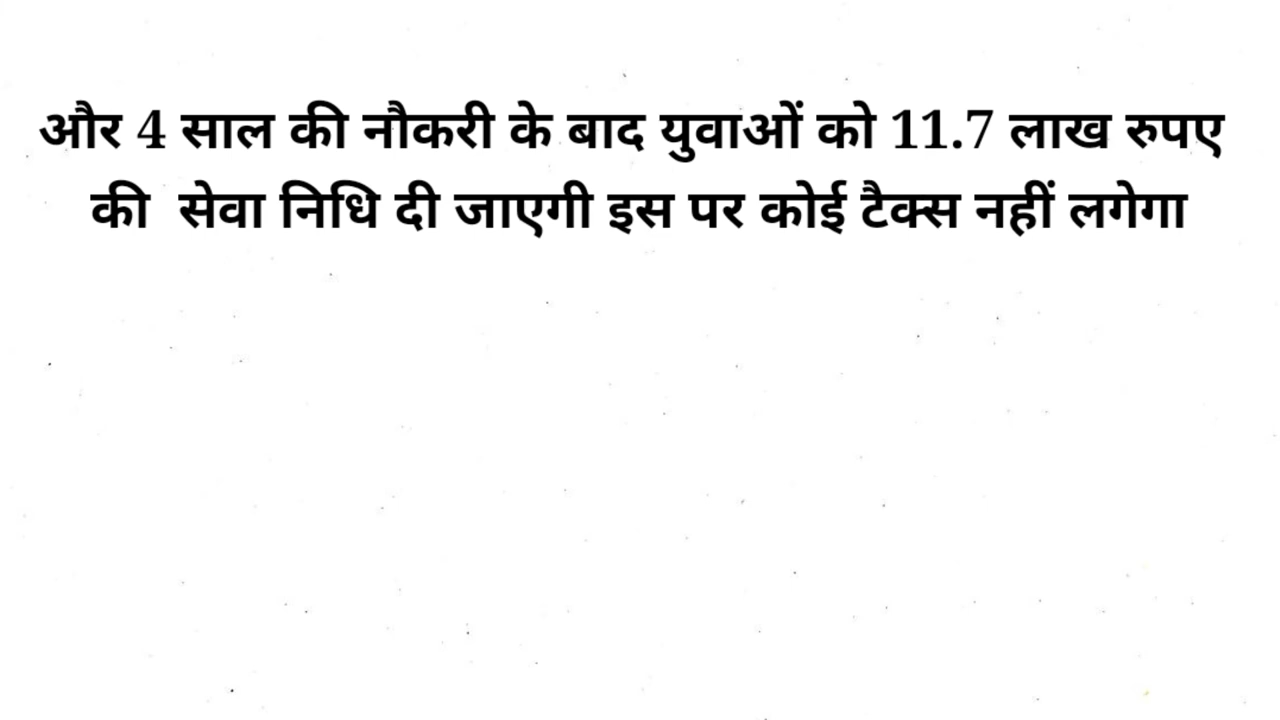 और 4 साल की नौकरी के बाद युवाओं को 11.7 लाख रुपए
की सेवा निधि दी जाएगी इस पर कोई टैक्स नहीं लगेगा